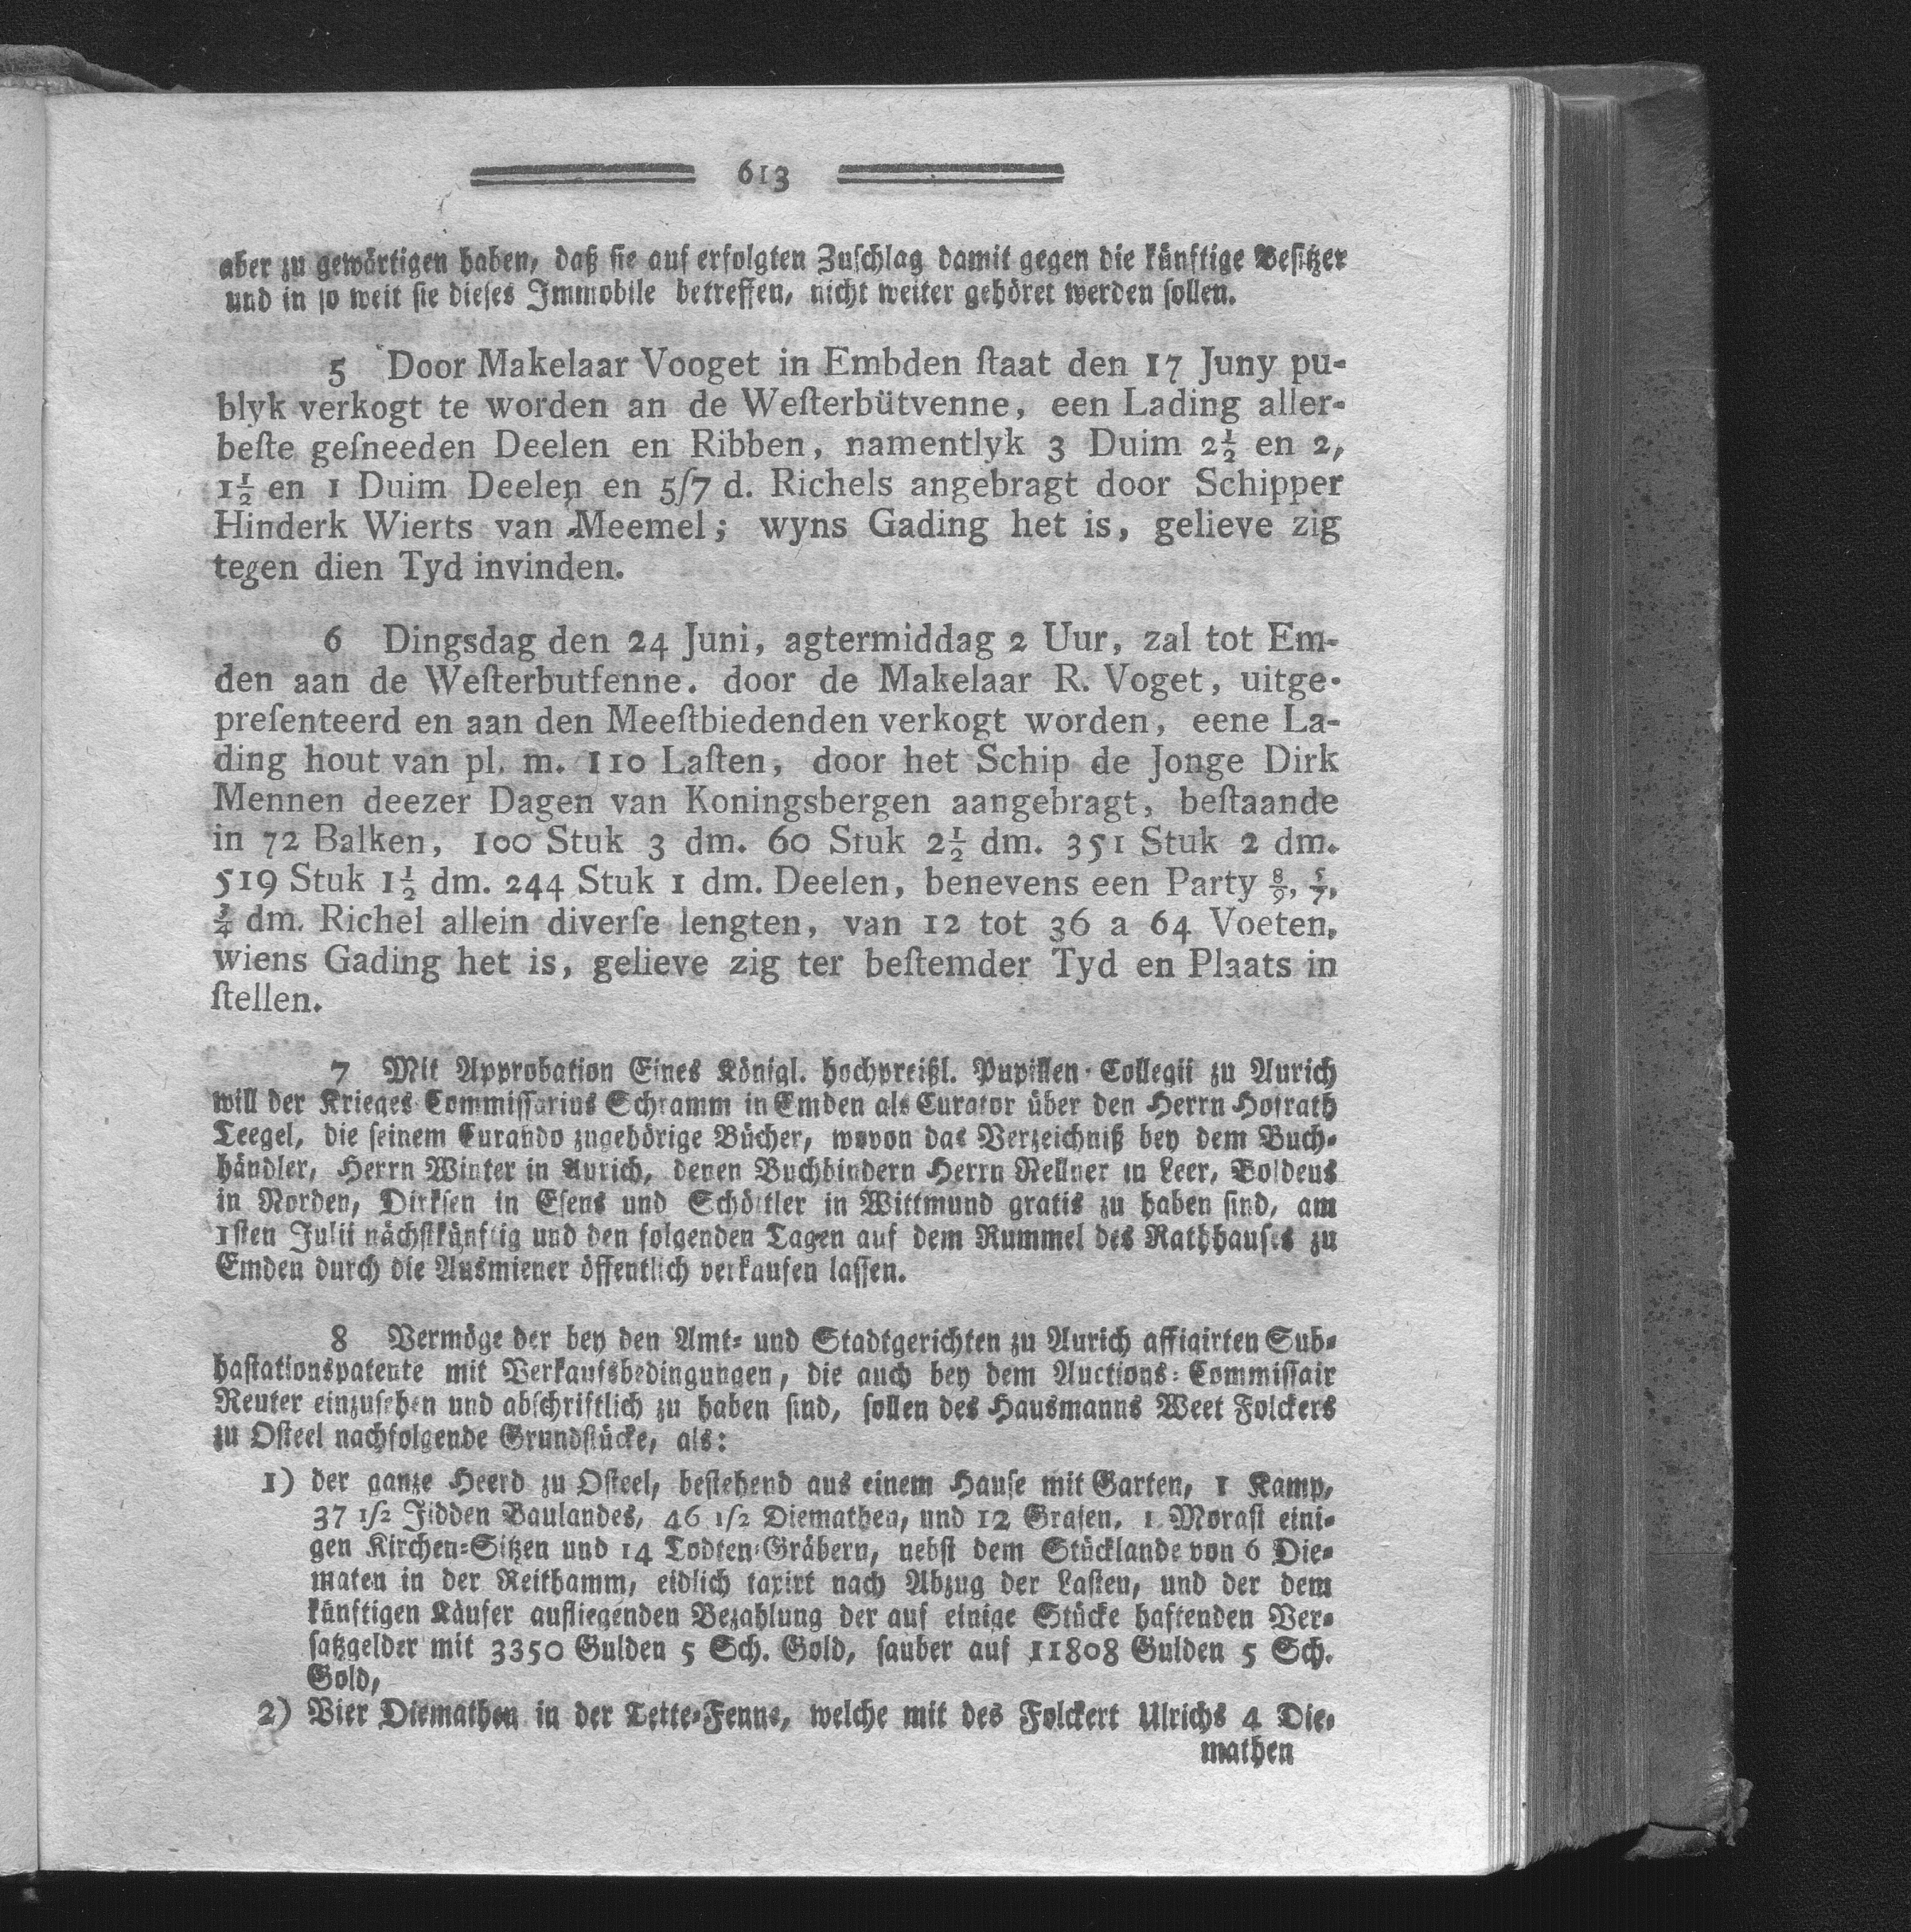 613
aber zu gewärtigen haben, daß sie auf erfolgten Zuschlag damit gegen die künftige Besitzer
und in so weit sie dieses Immobile betreffen, nicht weiter gehöret werden sollen.
5 Door Makelaar Vooget in Embden ſtaat den 17 Juny pu-
blyk verkogt te worden an de Weſterbütvenne, een Lading aller-
beſte geſneeden Deelen en Ribben, namentlyk 3 Duim 2½ en 2,
1½ en 1 Duim Deelen en 5/7 d. Richels angebragt door Schipper
Hinderk Wierts van Meemel; wyns Gading het is, gelieve zig
tegen dien Tyd invinden.
6 Dingsdag den 24 Juni, agtermiddag 2 Uur, zal tot Em-
den aan de Weſterbutfenne. door de Makelaar R. Voget, uitge-
preſenteerd en aan den Meeſtbiedenden verkogt worden, eene La-
ding hout van pl. m. 110 Laſten, door het Schip de Jonge Dirk
Mennen deezer Dagen van Koningsbergen aangebragt, beſtaande
in 72 Balken, 100 Stuk 3 dm. 60 Stuk 2½ dm. 351 Stuk 2 dm.
519 Stuk 1½ dm. 244 Stuk 1 dm. Deelen, benevens een Party 8/9, 5/7,
3/4 dm. Richel allein diverſe lengten, van 12 tot 36 a 64 Voeten,
wiens Gading het is, gelieve zig ter beſtemder Tyd en Plaats in
ſtellen.
7 Mit Approbation Eines Königl. hochpreißl. Pupillen-Collegii zu Aurich
will der Krieges-Commissarius Schramm in Emden als Curator über den Herrn Hofrath
Teegel, die seinem Curando zugehörige Bücher, wovon das Verzeichniß bey dem Buch-
händler, Herrn Winter in Aurich, denen Buchbindern Herrn Rellner in Leer, Boldeus
in Norden, Dirksen in Esens und Schöttler in Wittmund gratis zu haben sind, am
1sten Julii nächstkünftig und den folgenden Tagen auf dem Rummel des Rathhauses zu
Emden durch die Ausmiener öffentlich verkaufen lassen.
8 Vermöge der bey den Amt- und Stadtgerichten zu Aurich affigirten Sub-
hastationspatente mit Verkaufsbedingungen, die auch bey dem Auctions-Commissair
Reuter einzusehen und abschriftlich zu haben sind, sollen des Hausmanns Weet Folckers
zu Osteel nachfolgende Grundstücke, als:
1) der ganze Heerd zu Osteel, bestehend aus einem Hause mit Garten, 1 Kamp,
37 1/2 Jidden Baulandes, 46 1/2 Diemathen, und 12 Grasen, 1 Morast eini-
gen Kirchen-Sitzen und 14 Todten-Gräbern, nebst dem Stücklande von 6 Die-
maten in der Reithamm, eidlich taxirt nach Abzug der Lasten, und der dem
künftigen Käufer aufliegenden Bezahlung der auf einige Stücke haftenden Ver-
satzgelder mit 3350 Gulden 5 Sch. Gold, sauber auf 11808 Gulden 5 Sch.
Gold,
2) Vier Diemathen in der Tette-Fenne, welche mit des Folckert Ulrichs 4 Die-
mathen